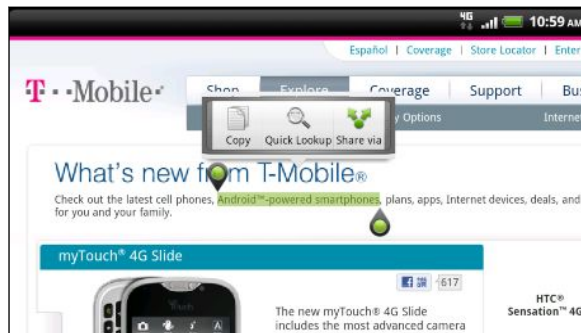 4G 10:59 AM
Español | Coverage | Store Locator | Enter
T··Mobile· Shop Explore Coverage Support Bu
y Options Interne
Copy Quick Lookup Share via
What's new from T-Mobile®
Check out the latest cell phones, Android™-powered smartphones, plans, apps, Internet devices, deals, and
for you and your family.
myTouch® 4G Slide
617
The new myTouch® 4G Slide
includes the most advanced camera
HTC®
Sensation™ 4G